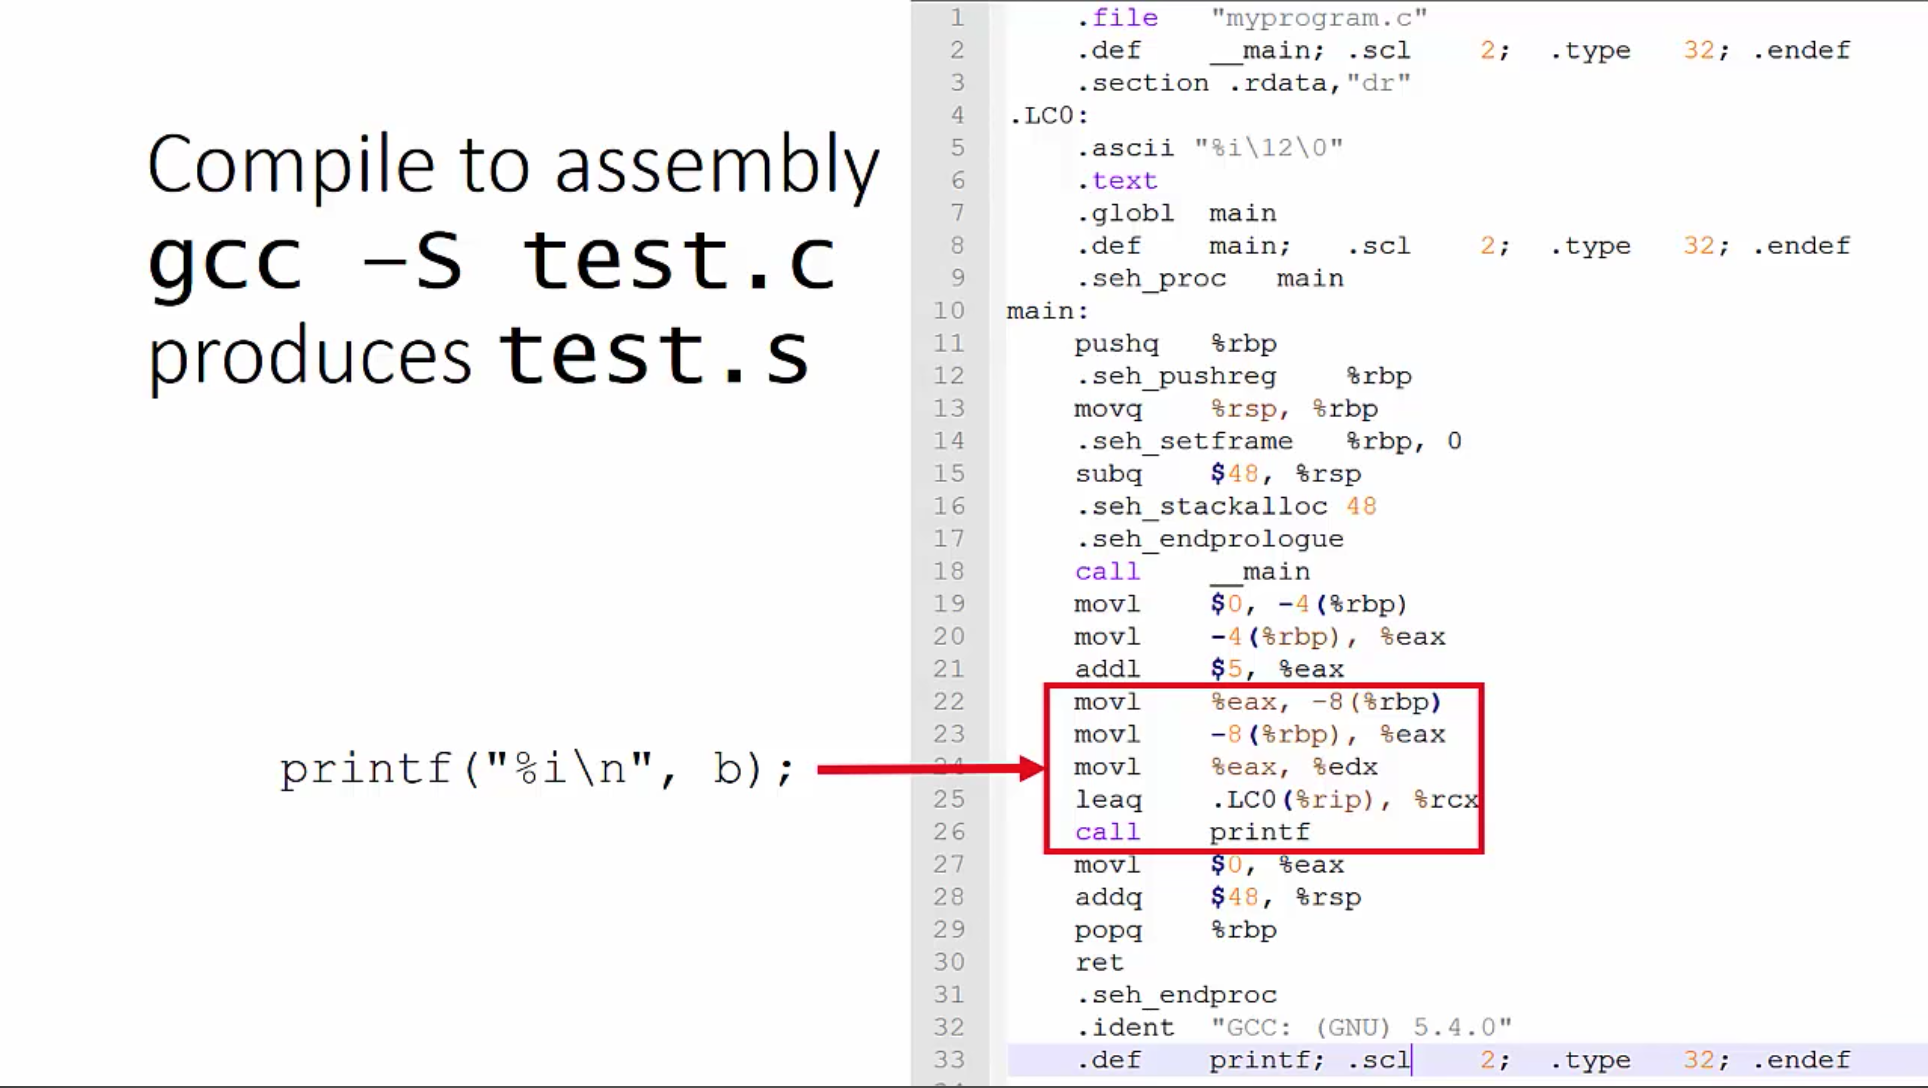 Compile to assembly
gcc –S test.c
produces test.s
printf("%i\n", b);
1 .file "myprogram.c"
2 .def __main; .scl 2; .type 32; .endef
3 .section .rdata,"dr"
4 .LC0:
5 .ascii "%i\12\0"
6 .text
7 .globl main
8 .def main; .scl 2; .type 32; .endef
9 .seh_proc main
10 main:
11 pushq %rbp
12 .seh_pushreg %rbp
13 movq %rsp, %rbp
14 .seh_setframe %rbp, 0
15 subq $48, %rsp
16 .seh_stackalloc 48
17 .seh_endprologue
18 call __main
19 movl $0, -4(%rbp)
20 movl -4(%rbp), %eax
21 addl $5, %eax
22 movl %eax, -8(%rbp)
23 movl -8(%rbp), %eax
24 movl %eax, %edx
25 leaq .LC0(%rip), %rcx
26 call printf
27 movl $0, %eax
28 addq $48, %rsp
29 popq %rbp
30 ret
31 .seh_endproc
32 .ident "GCC: (GNU) 5.4.0"
33 .def printf; .scl 2; .type 32; .endef